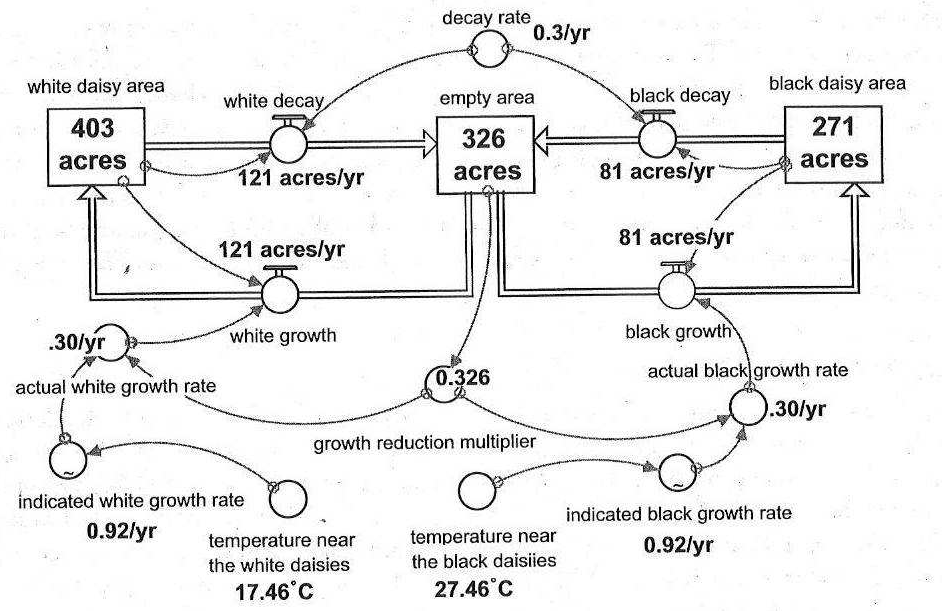 decay rate
0.3/yr
white daisy area
white decay
empty area
black decay
black daisy area
403
acres
326
acres
271
acres
121 acres/yr
81 acres/yr
121 acres/yr
81 acres/yr
white growth
black growth
.30/yr
actual white growth rate
0.326
actual black growth rate
.30/yr
growth reduction multiplier
~
~
indicated white growth rate
0.92/yr
indicated black growth rate
0.92/yr
temperature near
the white daisies
17.46°C
temperature near
the black daisiies
27.46°C